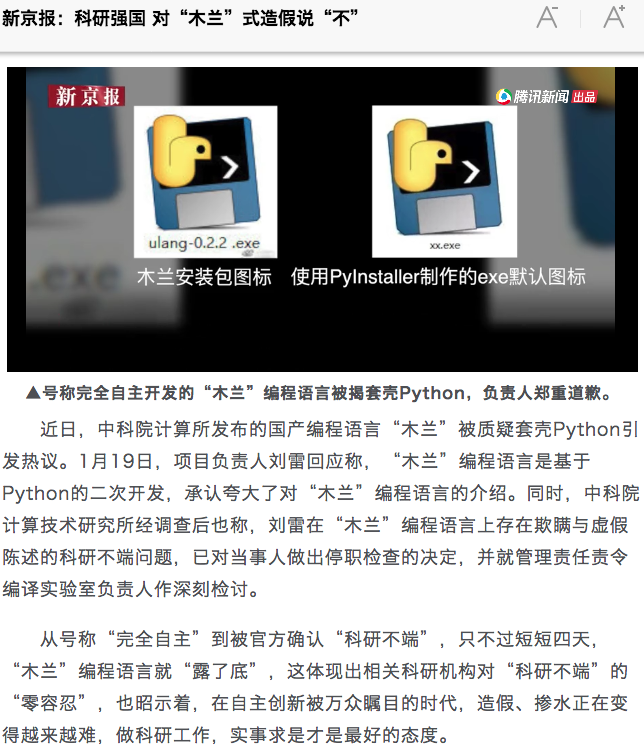 新京报：科研强国 对“木兰”式造假说“不”
A-
A+
新京报
腾讯新闻 出品
ulang-0.2.2 .exe
xx.exe
.exe
木兰安装包图标
使用PyInstaller制作的exe默认图标
▲号称完全自主开发的“木兰”编程语言被揭套壳Python，负责人郑重道歉。
近日，中科院计算所发布的国产编程语言“木兰”被质疑套壳Python引
发热议。1月19日，项目负责人刘雷回应称，“木兰”编程语言是基于
Python的二次开发，承认夸大了对“木兰”编程语言的介绍。同时，中科院
计算技术研究所经调查后也称，刘雷在“木兰”编程语言上存在欺瞒与虚假
陈述的科研不端问题，已对当事人做出停职检查的决定，并就管理责任责令
编译实验室负责人作深刻检讨。
从号称“完全自主”到被官方确认“科研不端”，只不过短短四天，
“木兰”编程语言就“露了底”，这体现出相关科研机构对“科研不端”的
“零容忍”，也昭示着，在自主创新被万众瞩目的时代，造假、掺水正在变
得越来越难，做科研工作，实事求是才是最好的态度。